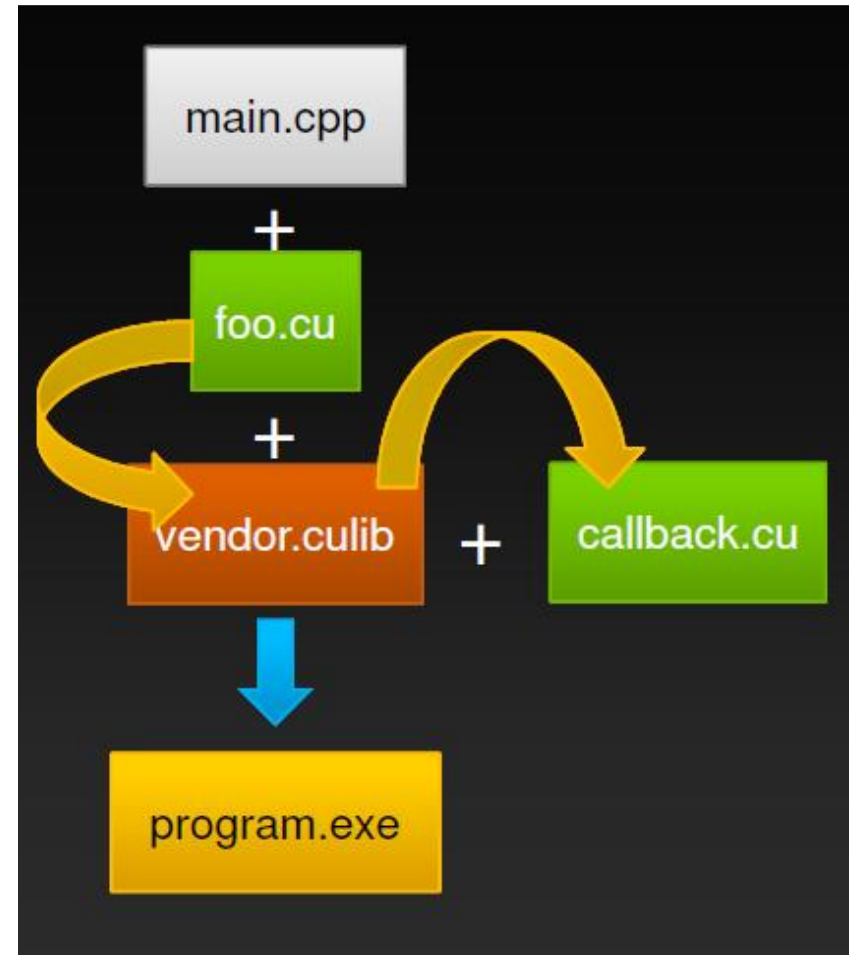 main.cpp
+
foo.cu
+
vendor.culib + callback.cu
program.exe